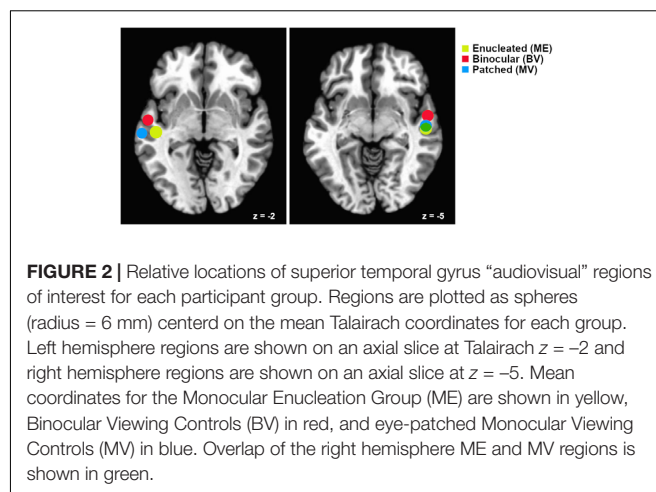 Enucleated (ME)
Binocular (BV)
Patched (MV)
z = -2
z = -5
FIGURE 2 | Relative locations of superior temporal gyrus “audiovisual” regions
of interest for each participant group. Regions are plotted as spheres
(radius = 6 mm) centerd on the mean Talairach coordinates for each group.
Left hemisphere regions are shown on an axial slice at Talairach z = –2 and
right hemisphere regions are shown on an axial slice at z = –5. Mean
coordinates for the Monocular Enucleation Group (ME) are shown in yellow,
Binocular Viewing Controls (BV) in red, and eye-patched Monocular Viewing
Controls (MV) in blue. Overlap of the right hemisphere ME and MV regions is
shown in green.